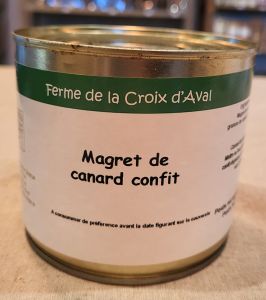 Ferme de la Croix d'Aval
Magret de
canard confit
A consommer de préférence avant la date figurant sur le couvercle